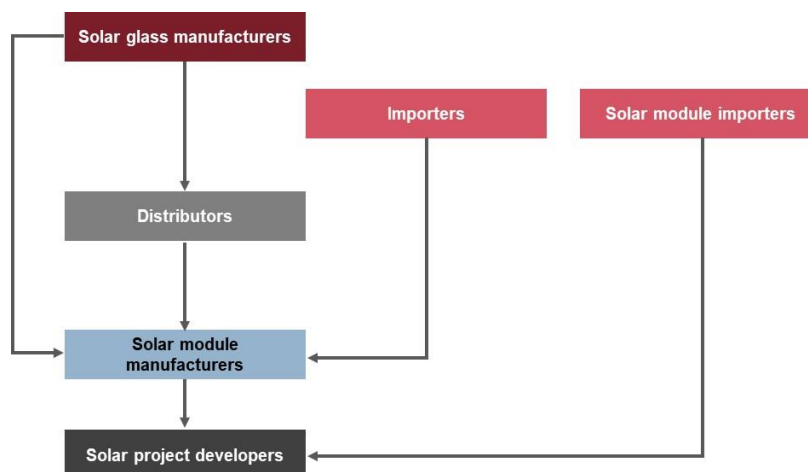 Solar glass manufacturers
Importers
Solar module importers
Distributors
Solar module
manufacturers
Solar project developers